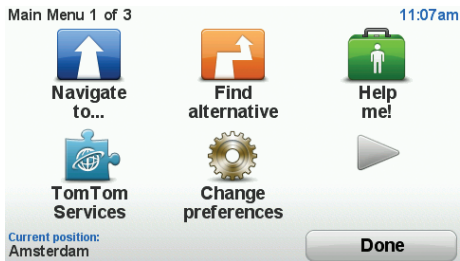 Main Menu 1 of 3
11:07am
Navigate
to...
Find
alternative
Help
me!
TomTom
Services
Change
preferences
Current position:
Amsterdam
Done